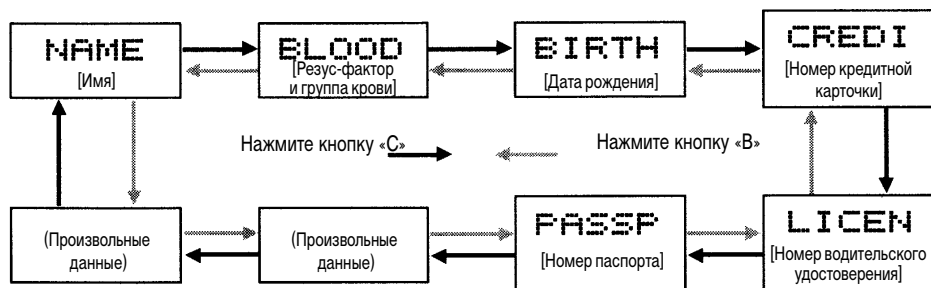 NAME
[Имя]
BLOOD
[Резус-фактор
и группа крови]
BIRTH
[Дата рождения]
CREDI
[Номер кредитной
карточки]
Нажмите кнопку «С»
Нажмите кнопку «В»
(Произвольные
данные)
(Произвольные
данные)
PASSP
[Номер паспорта]
LICEN
[Номер водительского
удостоверения]